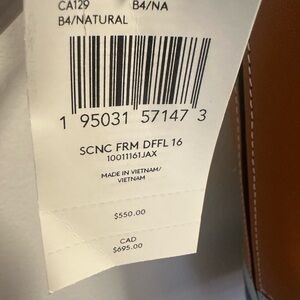 CA129 B4/NA
B4/NATURAL
1 95031 57147 3
SCNC FRM DFFL 16
10011161JAX
MADE IN VIETNAM/
VIETNAM
$550.00
CAD
$695.00